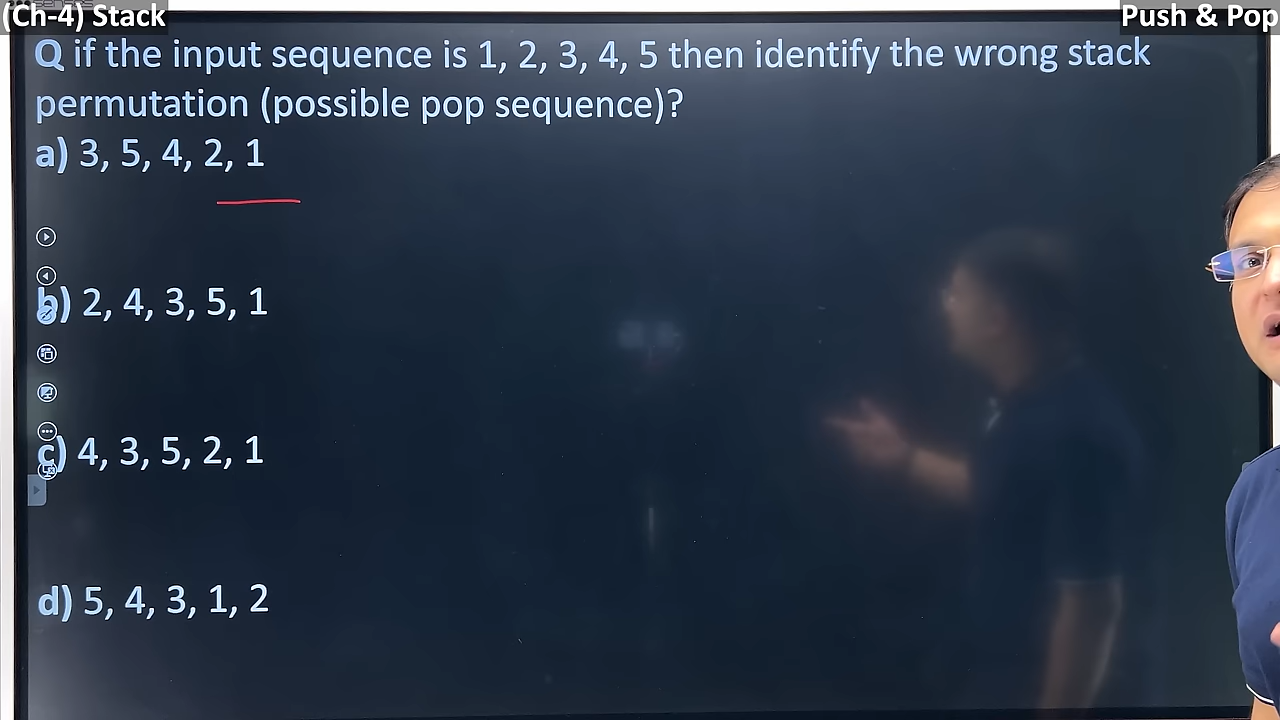 (Ch-4) Stack
Push & Pop
Q if the input sequence is 1, 2, 3, 4, 5 then identify the wrong stack
permutation (possible pop sequence)?
a) 3, 5, 4, 2, 1
b) 2, 4, 3, 5, 1
c) 4, 3, 5, 2, 1
d) 5, 4, 3, 1, 2